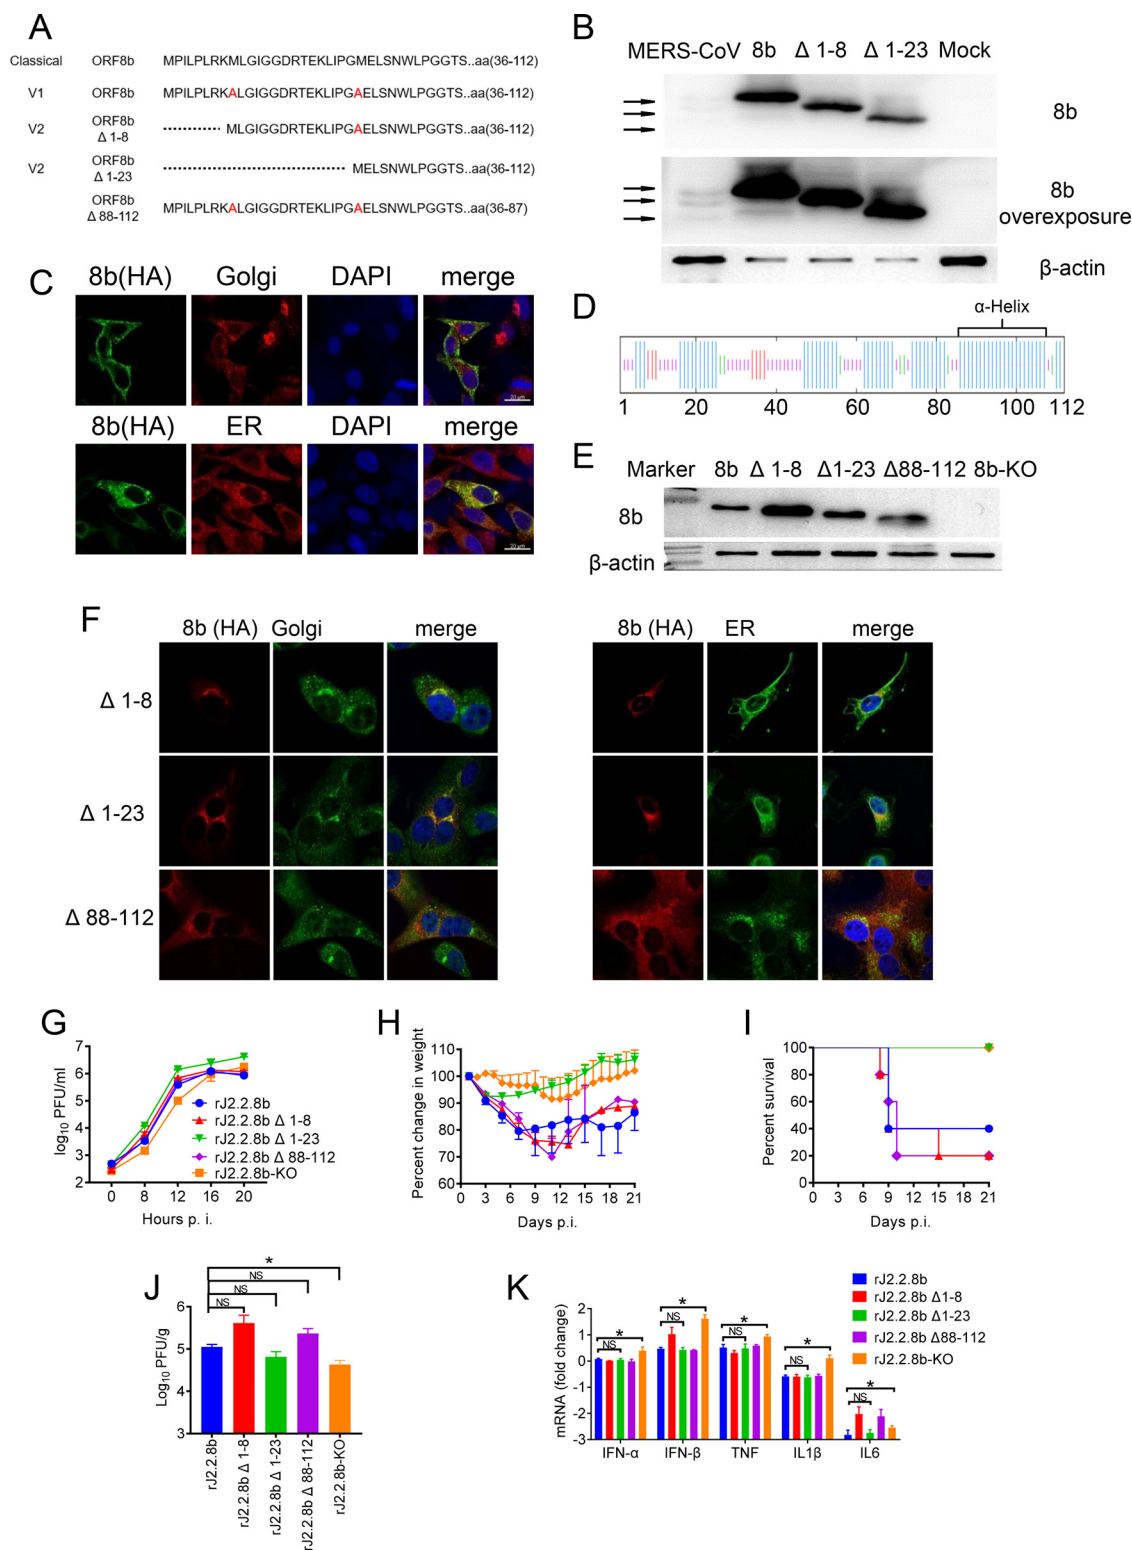 A
Classical ORF8b MPILPLRKMLGIGGDRTEKLIPGMELSNWLPGGTS..aa(36-112)
V1 ORF8b MPILPLRKALGIGGDRTEKLIPGAELSNWLPGGTS..aa(36-112)
V2 ORF8b Δ 1-8 MLGIGGDRTEKLIPGAELSNWLPGGTS..aa(36-112)
V2 ORF8b Δ 1-23 MELSNWLPGGTS..aa(36-112)
ORF8b Δ 88-112 MPILPLRKALGIGGDRTEKLIPGAELSNWLPGGTS..aa(36-87)
B
MERS-CoV 8b Δ 1-8 Δ 1-23 Mock
8b
8b
overexposure
β-actin
C
8b(HA) Golgi DAPI merge
20 μm
8b(HA) ER DAPI merge
20 μm
D
α-Helix
1 20 40 60 80 100 112
E
Marker 8b Δ 1-8 Δ1-23 Δ88-112 8b-KO
8b
β-actin
F
8b (HA) Golgi merge
8b (HA) ER merge
Δ 1-8
Δ 1-23
Δ 88-112
G
log10 PFU/ml
7
6
5
4
3
2
rJ2.2.8b
rJ2.2.8b Δ 1-8
rJ2.2.8b Δ 1-23
rJ2.2.8b Δ 88-112
rJ2.2.8b-KO
0 8 12 16 20
Hours p. i.
H
Percent change in weight
110
100
90
80
70
60
0 3 6 9 11 13 15 17 19 21
Days p.i.
I
Percent survival
100
80
60
40
20
0
0 3 6 9 12 15 18 21
Days p.i.
J
Log10 PFU/g
6
5
4
3
*
NS
NS
NS
rJ2.2.8b
rJ2.2.8b Δ 1-8
rJ2.2.8b Δ 1-23
rJ2.2.8b Δ 88-112
rJ2.2.8b-KO
K
rJ2.2.8b
rJ2.2.8b Δ1-8
rJ2.2.8b Δ1-23
rJ2.2.8b Δ88-112
rJ2.2.8b-KO
mRNA (fold change)
2
1
0
-1
-2
-3
* NS
* NS
* NS
* NS
* NS
IFN-α IFN-β TNF IL1β IL6